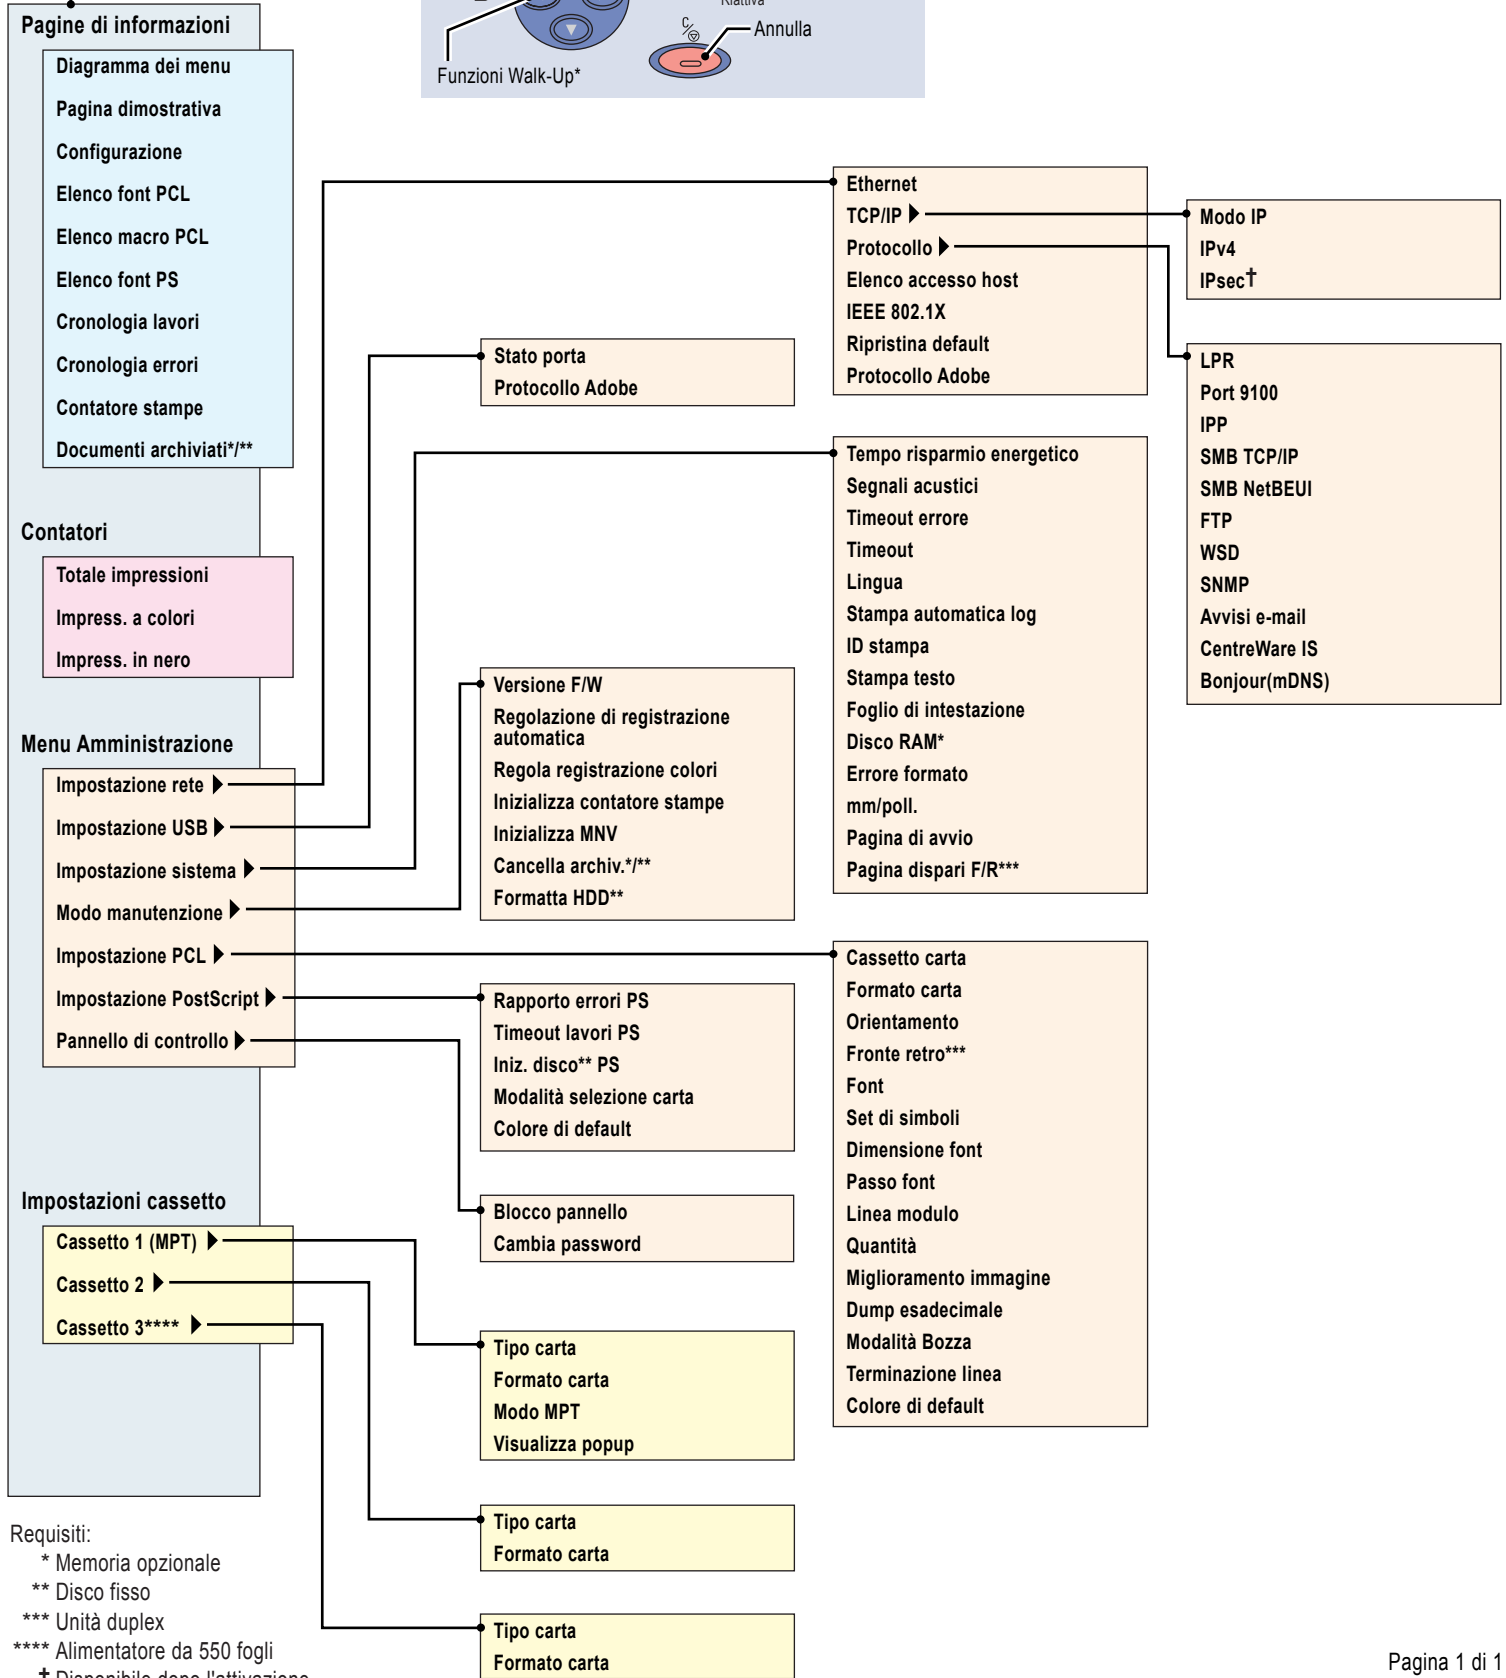 Riattiva
Annulla
Funzioni Walk-Up*
Pagine di informazioni
Diagramma dei menu
Pagina dimostrativa
Configurazione
Elenco font PCL
Elenco macro PCL
Elenco font PS
Cronologia lavori
Cronologia errori
Contatore stampe
Documenti archiviati*/**
Contatori
Totale impressioni
Impress. a colori
Impress. in nero
Menu Amministrazione
Impostazione rete
Impostazione USB
Impostazione sistema
Modo manutenzione
Impostazione PCL
Impostazione PostScript
Pannello di controllo
Impostazioni cassetto
Cassetto 1 (MPT)
Cassetto 2
Cassetto 3****
Stato porta
Protocollo Adobe
Versione F/W
Regolazione di registrazione
automatica
Regola registrazione colori
Inizializza contatore stampe
Inizializza MNV
Cancella archiv.*/**
Formatta HDD**
Rapporto errori PS
Timeout lavori PS
Iniz. disco** PS
Modalità selezione carta
Colore di default
Blocco pannello
Cambia password
Tipo carta
Formato carta
Modo MPT
Visualizza popup
Tipo carta
Formato carta
Tipo carta
Formato carta
Ethernet
TCP/IP
Protocollo
Elenco accesso host
IEEE 802.1X
Ripristina default
Protocollo Adobe
Tempo risparmio energetico
Segnali acustici
Timeout errore
Timeout
Lingua
Stampa automatica log
ID stampa
Stampa testo
Foglio di intestazione
Disco RAM*
Errore formato
mm/poll.
Pagina di avvio
Pagina dispari F/R***
Cassetto carta
Formato carta
Orientamento
Fronte retro***
Font
Set di simboli
Dimensione font
Passo font
Linea modulo
Quantità
Miglioramento immagine
Dump esadecimale
Modalità Bozza
Terminazione linea
Colore di default
Modo IP
IPv4
IPsec†
LPR
Port 9100
IPP
SMB TCP/IP
SMB NetBEUI
FTP
WSD
SNMP
Avvisi e-mail
CentreWare IS
Bonjour(mDNS)
Requisiti:
* Memoria opzionale
** Disco fisso
*** Unità duplex
**** Alimentatore da 550 fogli
† Disponibile dopo l'attivazione
Pagina 1 di 1